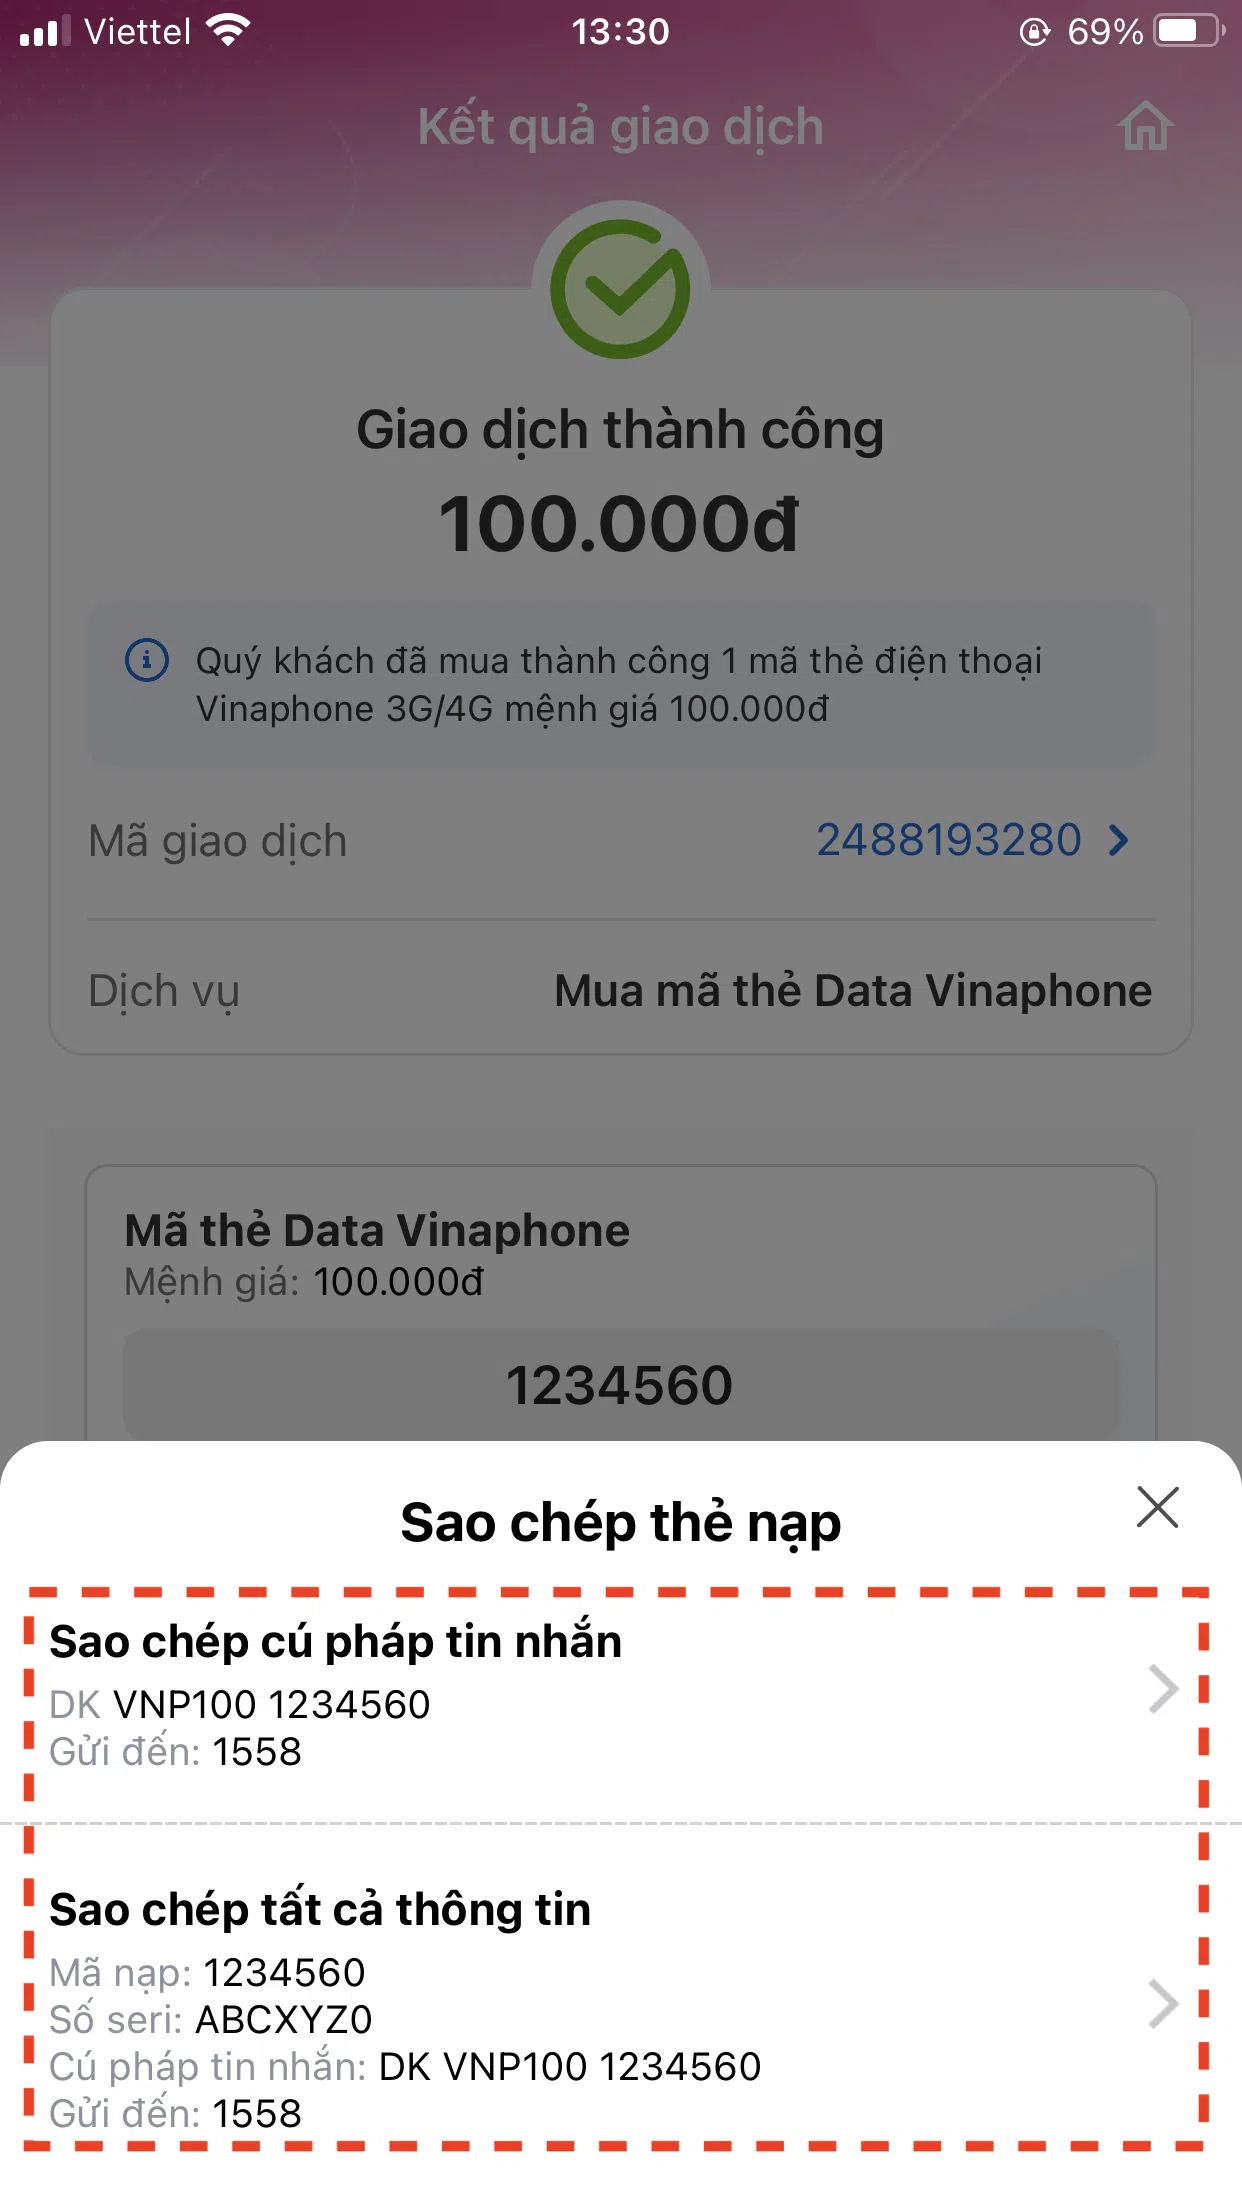 Viettel 13:30 69%
Kết quả giao dịch
Giao dịch thành công
100.000đ
Quý khách đã mua thành công 1 mã thẻ điện thoại
Vinaphone 3G/4G mệnh giá 100.000đ
Mã giao dịch 2488193280
Dịch vụ Mua mã thẻ Data Vinaphone
Mã thẻ Data Vinaphone
Mệnh giá: 100.000đ
1234560
Sao chép thẻ nạp
Sao chép cú pháp tin nhắn
DK VNP100 1234560
Gửi đến: 1558
Sao chép tất cả thông tin
Mã nạp: 1234560
Số seri: ABCXYZ0
Cú pháp tin nhắn: DK VNP100 1234560
Gửi đến: 1558